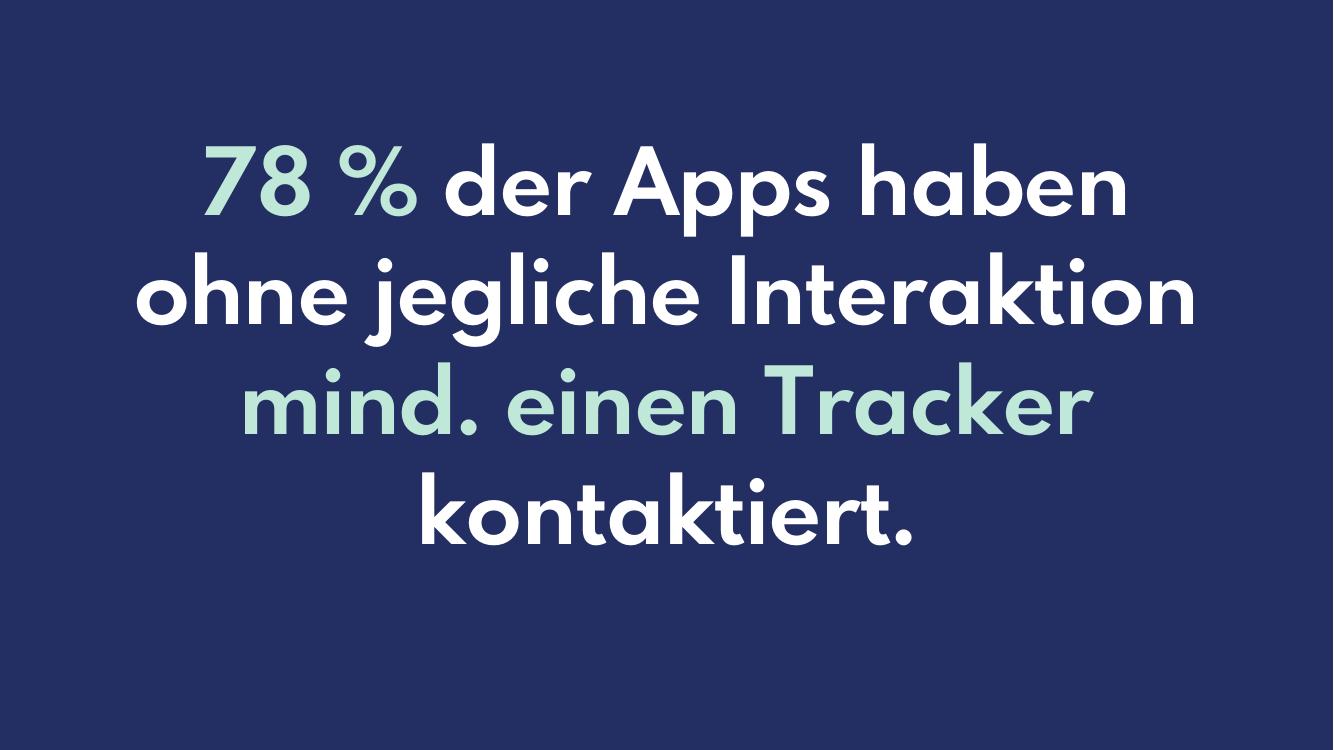 78 % der Apps haben
ohne jegliche Interaktion
mind. einen Tracker
kontaktiert.